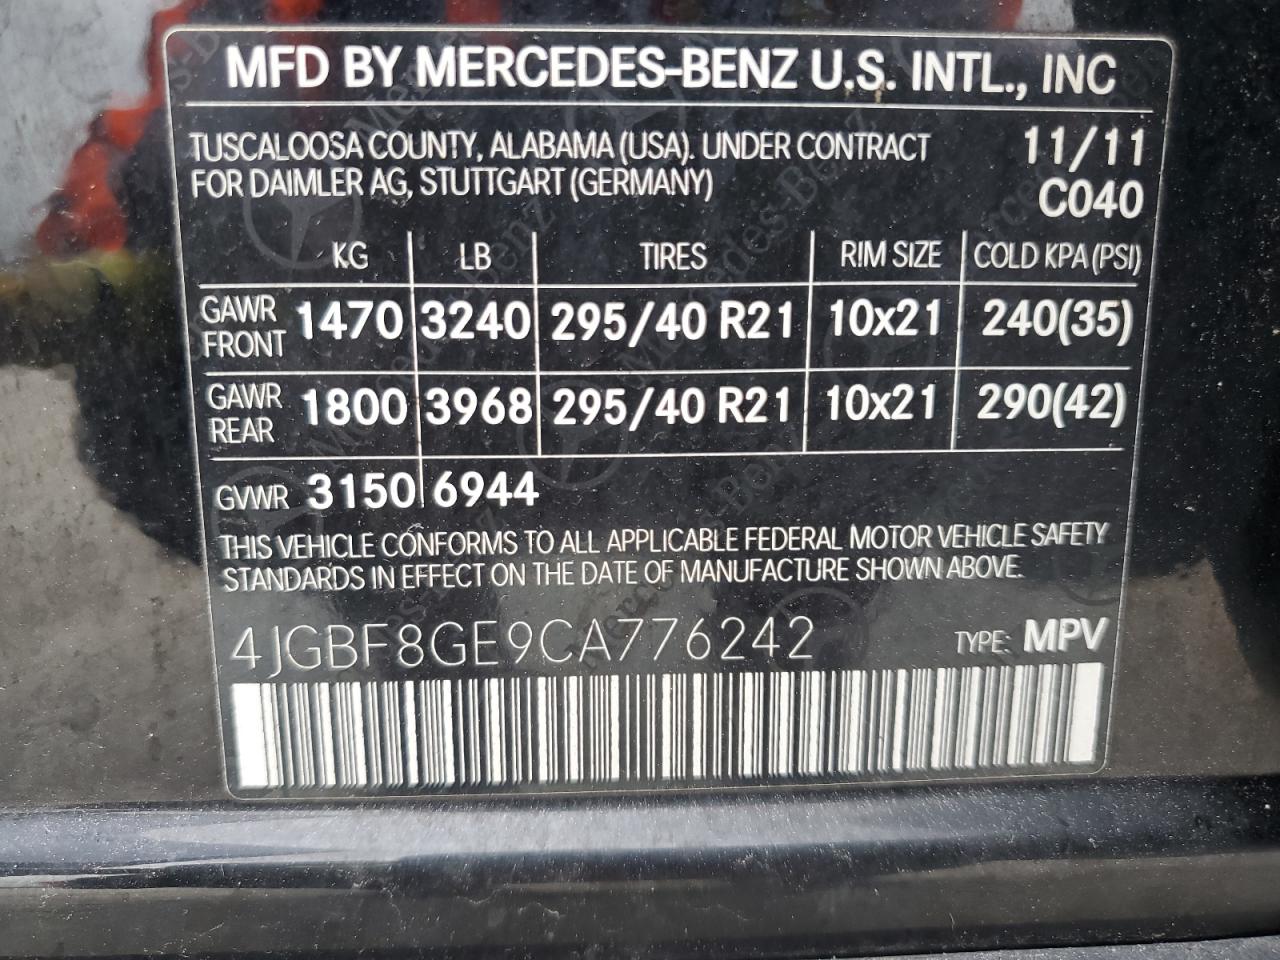 MFD BY MERCEDES-BENZ U.S. INTL., INC
TUSCALOOSA COUNTY, ALABAMA (USA). UNDER CONTRACT 11/11
FOR DAIMLER AG, STUTTGART (GERMANY) C040
KG LB TIRES RIM SIZE COLD KPA (PSI)
GAWR FRONT 1470 3240 295/40 R21 10x21 240(35)
GAWR REAR 1800 3968 295/40 R21 10x21 290(42)
GVWR 3150 6944
THIS VEHICLE CONFORMS TO ALL APPLICABLE FEDERAL MOTOR VEHICLE SAFETY
STANDARDS IN EFFECT ON THE DATE OF MANUFACTURE SHOWN ABOVE.
4JGBF8GE9CA776242 TYPE: MPV